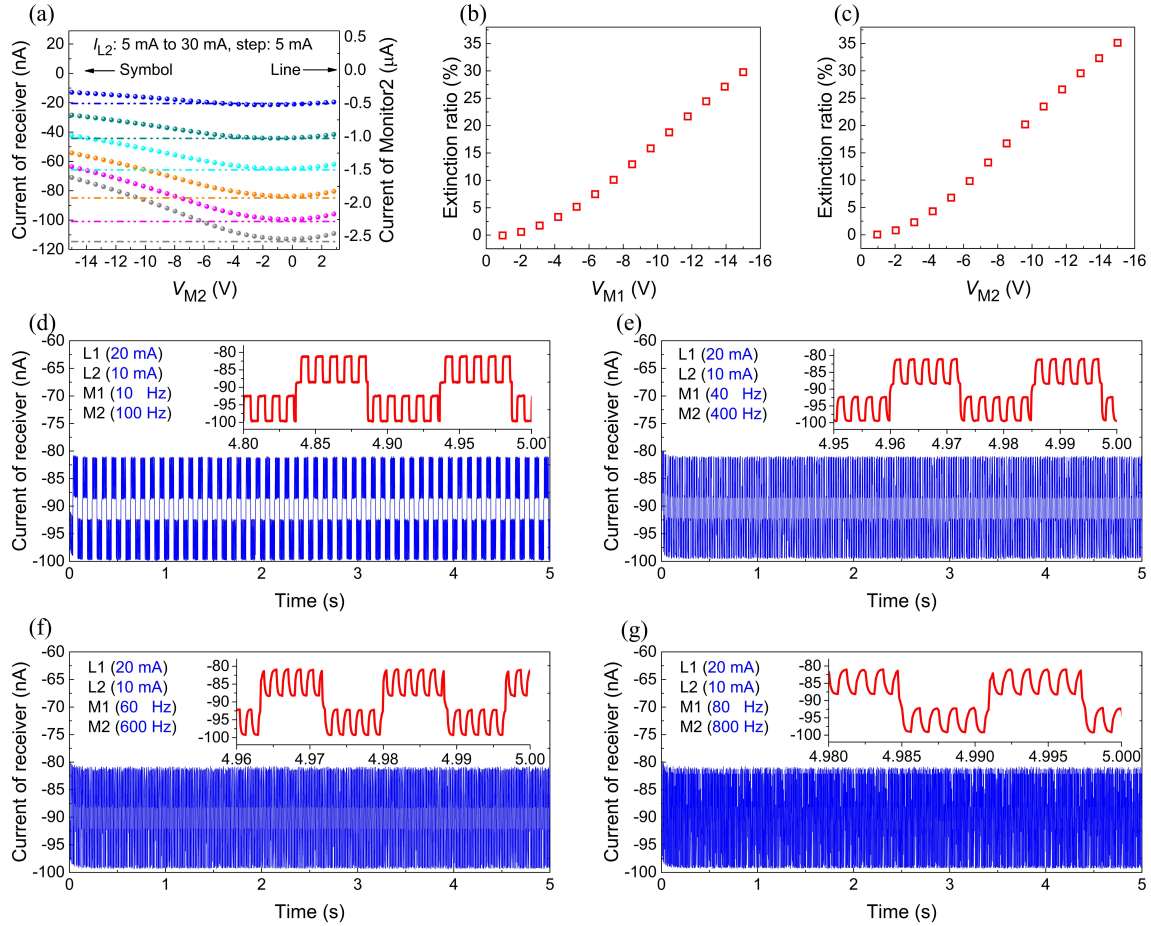 (a)
I_L2: 5 mA to 30 mA, step: 5 mA
Symbol
Line
20
0
-20
-40
-60
-80
-100
-120
Current of receiver (nA)
0.5
0.0
-0.5
-1.0
-1.5
-2.0
-2.5
Current of Monitor2 (μA)
-14 -12 -10 -8 -6 -4 -2 0 2
V_M2 (V)
(b)
35
30
25
20
15
10
5
0
Extinction ratio (%)
0 -2 -4 -6 -8 -10 -12 -14 -16
V_M1 (V)
(c)
35
30
25
20
15
10
5
0
Extinction ratio (%)
0 -2 -4 -6 -8 -10 -12 -14 -16
V_M2 (V)
(d)
-60
-65
-70
-75
-80
-85
-90
-95
-100
Current of receiver (nA)
L1 (20 mA)
L2 (10 mA)
M1 (10 Hz)
M2 (100 Hz)
-80
-85
-90
-95
-100
4.80 4.85 4.90 4.95 5.00
0 1 2 3 4 5
Time (s)
(e)
-60
-65
-70
-75
-80
-85
-90
-95
-100
Current of receiver (nA)
L1 (20 mA)
L2 (10 mA)
M1 (40 Hz)
M2 (400 Hz)
-80
-85
-90
-95
-100
4.95 4.96 4.97 4.98 4.99 5.00
0 1 2 3 4 5
Time (s)
(f)
-60
-65
-70
-75
-80
-85
-90
-95
-100
Current of receiver (nA)
L1 (20 mA)
L2 (10 mA)
M1 (60 Hz)
M2 (600 Hz)
-80
-85
-90
-95
-100
4.96 4.97 4.98 4.99 5.00
0 1 2 3 4 5
Time (s)
(g)
-60
-65
-70
-75
-80
-85
-90
-95
-100
Current of receiver (nA)
L1 (20 mA)
L2 (10 mA)
M1 (80 Hz)
M2 (800 Hz)
-80
-85
-90
-95
-100
4.980 4.985 4.990 4.995 5.000
0 1 2 3 4 5
Time (s)